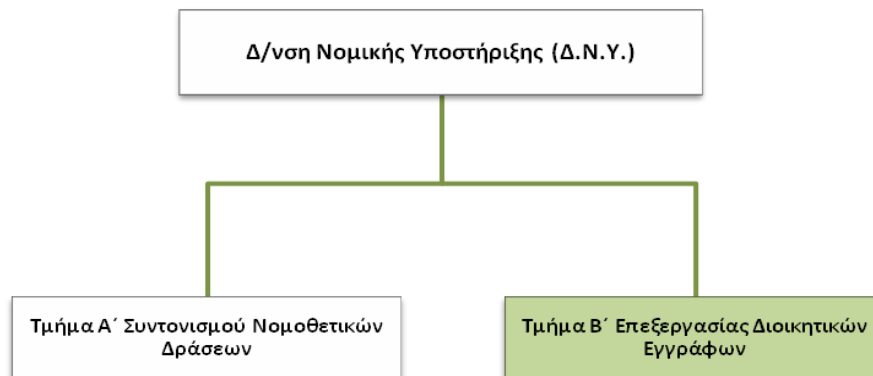 Δ/νση Νομικής Υποστήριξης (Δ.Ν.Υ.)
Τμήμα Α΄ Συντονισμού Νομοθετικών
Δράσεων
Τμήμα Β΄ Επεξεργασίας Διοικητικών
Εγγράφων